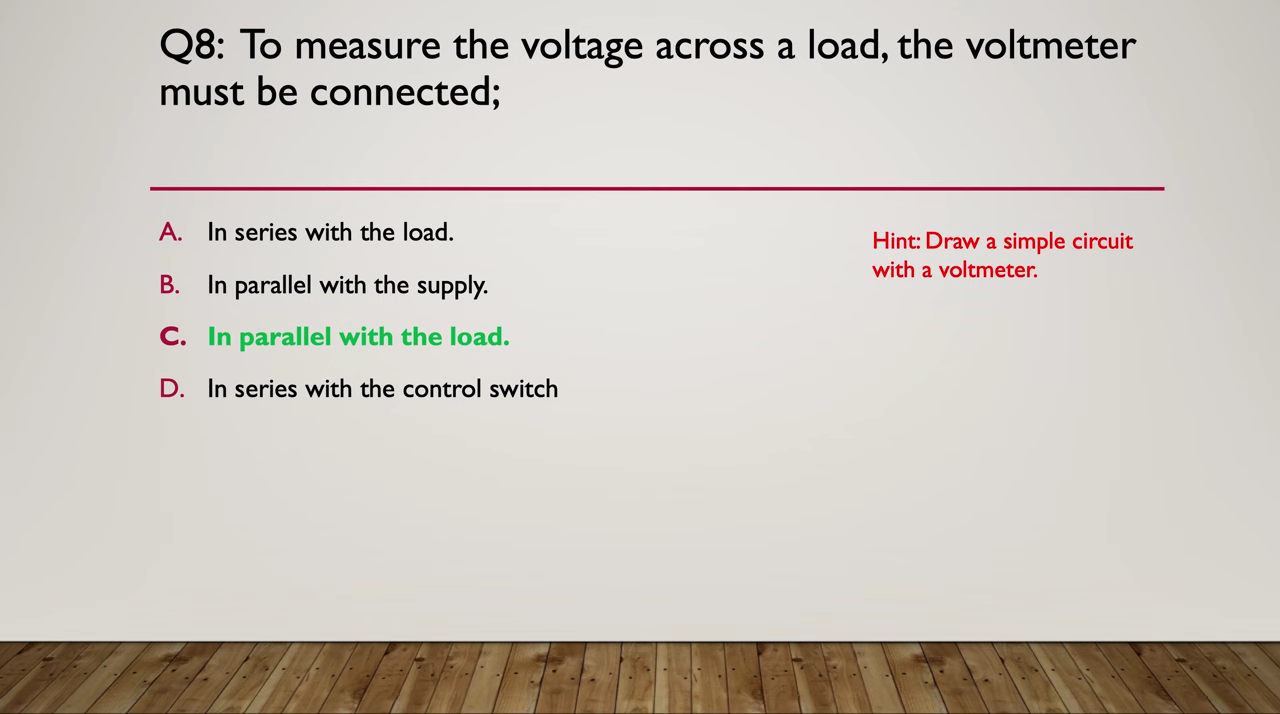 Q8: To measure the voltage across a load, the voltmeter
must be connected;
A. In series with the load.
B. In parallel with the supply.
C. In parallel with the load.
D. In series with the control switch
Hint: Draw a simple circuit
with a voltmeter.